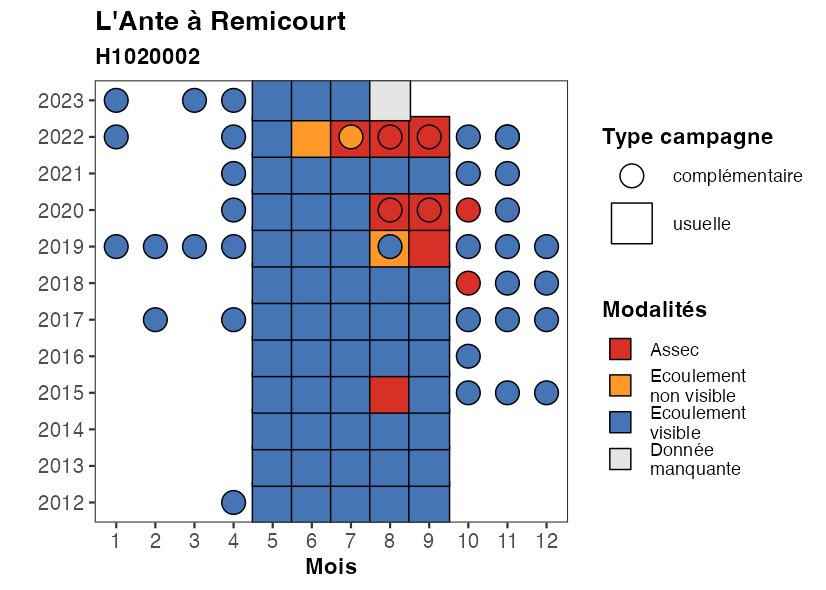 L'Ante à Remicourt
H1020002
2023
2022
2021
2020
2019
2018
2017
2016
2015
2014
2013
2012
1 2 3 4 5 6 7 8 9 10 11 12
Mois
Type campagne
complémentaire
usuelle
Modalités
Assec
Ecoulement
non visible
Ecoulement
visible
Donnée
manquante